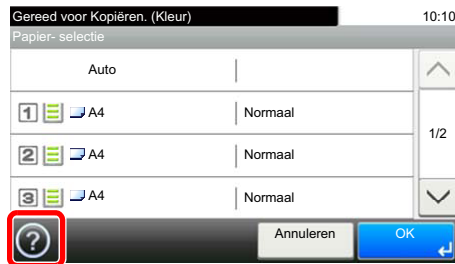 Gereed voor Kopiëren. (Kleur) 10:10
Papier- selectie
Auto
1 A4 Normaal
1/2
2 A4 Normaal
3 A4 Normaal
? Annuleren OK